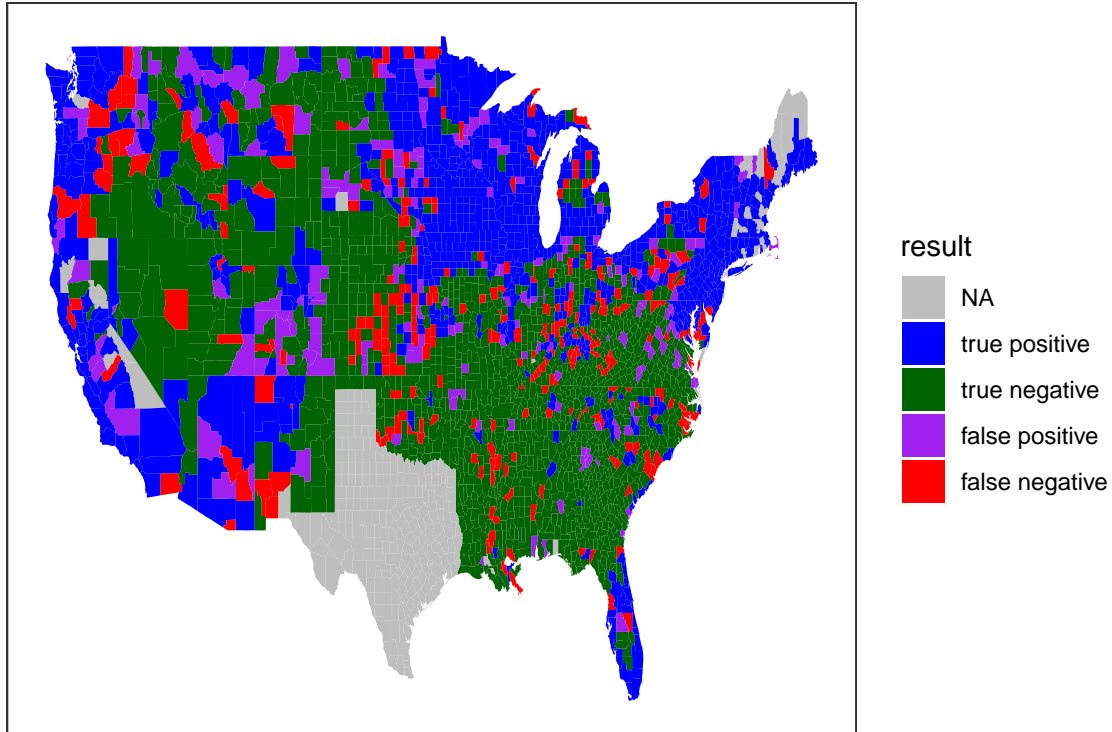 result
NA
true positive
true negative
false positive
false negative